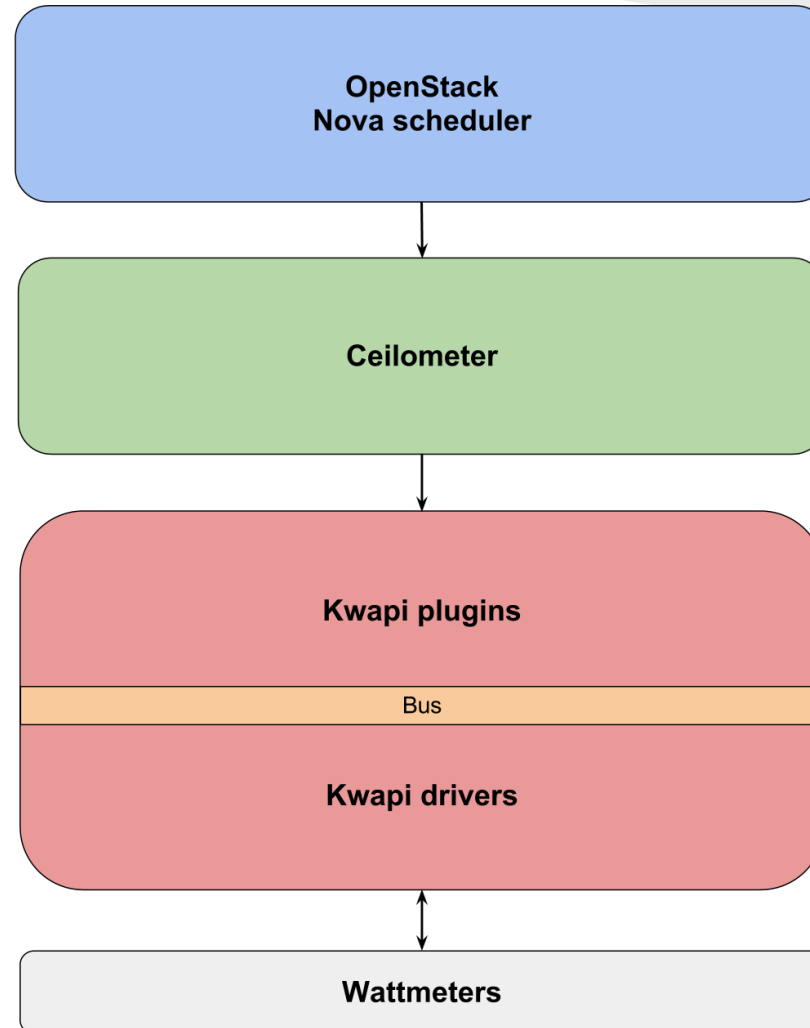 OpenStack
Nova scheduler
Ceilometer
Kwapi plugins
Bus
Kwapi drivers
Wattmeters